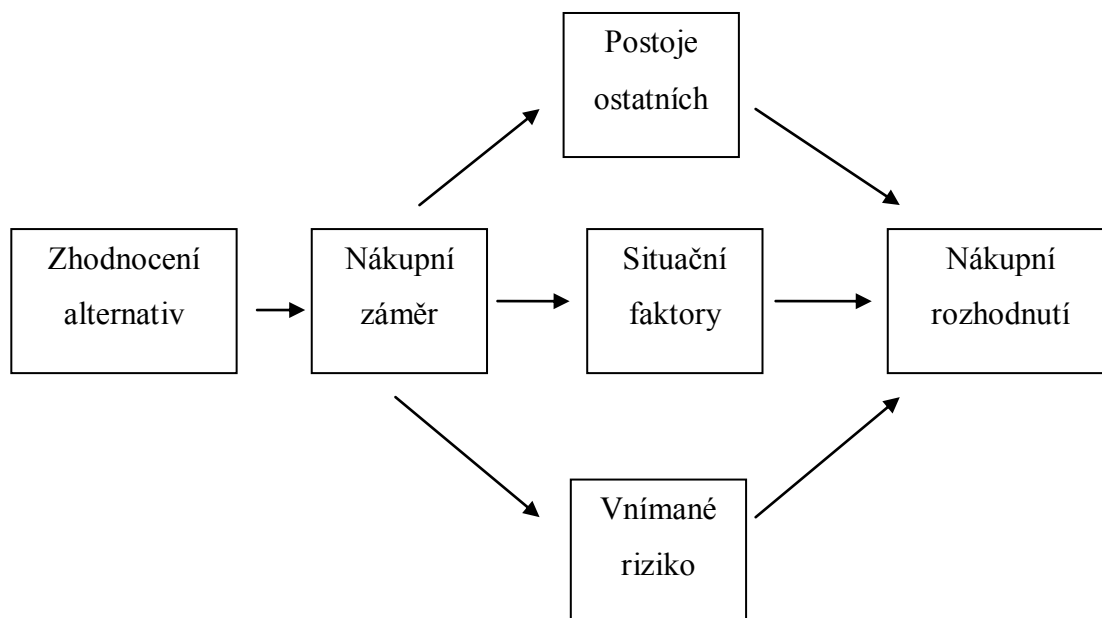 Postoje
ostatních
Zhodnocení
alternativ
Nákupní
záměr
Situační
faktory
Nákupní
rozhodnutí
Vnímané
riziko